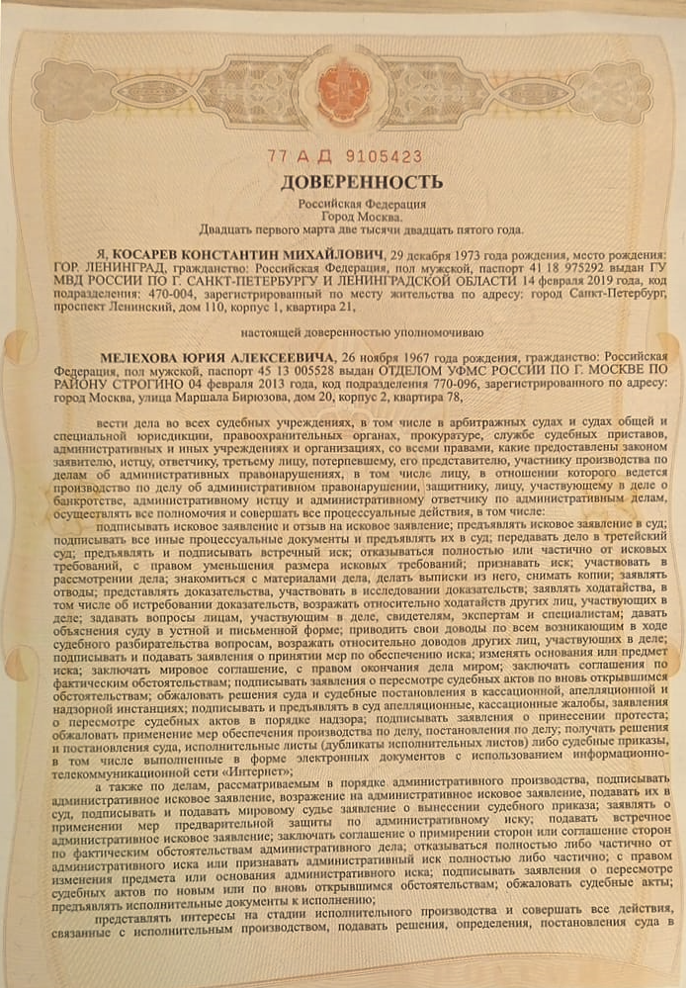 77 А Д 9105423
ДОВЕРЕННОСТЬ
Российская Федерация
Город Москва.
Двадцать первого марта две тысячи двадцать пятого года.
Я, КОСАРЕВ КОНСТАНТИН МИХАЙЛОВИЧ, 29 декабря 1973 года рождения, место рождения:
ГОР. ЛЕНИНГРАД, гражданство: Российская Федерация, пол мужской, паспорт 41 18 975292 выдан ГУ
МВД РОССИИ ПО Г. САНКТ-ПЕТЕРБУРГУ И ЛЕНИНГРАДСКОЙ ОБЛАСТИ 14 февраля 2019 года, код
подразделения: 470-004, зарегистрированный по месту жительства по адресу: город Санкт-Петербург,
проспект Ленинский, дом 110, корпус 1, квартира 21,
настоящей доверенностью уполномочиваю
МЕЛЕХОВА ЮРИЯ АЛЕКСЕЕВИЧА, 26 ноября 1967 года рождения, гражданство: Российская
Федерация, пол мужской, паспорт 45 13 005528 выдан ОТДЕЛОМ УФМС РОССИИ ПО Г. МОСКВЕ ПО
РАЙОНУ СТРОГИНО 04 февраля 2013 года, код подразделения 770-096, зарегистрированного по адресу:
город Москва, улица Маршала Бирюзова, дом 20, корпус 2, квартира 78,
вести дела во всех судебных учреждениях, в том числе в арбитражных судах и судах общей и
специальной юрисдикции, правоохранительных органах, прокуратуре, службе судебных приставов,
административных и иных учреждениях и организациях, со всеми правами, какие предоставлены законом
заявителю, истцу, ответчику, третьему лицу, потерпевшему, его представителю, участнику производства по
делам об административных правонарушениях, в том числе лицу, в отношении которого ведется
производство по делу об административном правонарушении, защитнику, лицу, участвующему в деле о
банкротстве, административному истцу и административному ответчику по административным делам,
осуществлять все полномочия и совершать все процессуальные действия, в том числе:
подписывать исковое заявление и отзыв на исковое заявление; предъявлять исковое заявление в суд;
подписывать все иные процессуальные документы и предъявлять их в суд; передавать дело в третейский
суд; предъявлять и подписывать встречный иск; отказываться полностью или частично от исковых
требований, с правом уменьшения размера исковых требований; признавать иск; участвовать в
рассмотрении дела; знакомиться с материалами дела, делать выписки из него, снимать копии; заявлять
отводы; представлять доказательства, участвовать в исследовании доказательств; заявлять ходатайства, в
том числе об истребовании доказательств, возражать относительно ходатайств других лиц, участвующих в
деле; задавать вопросы лицам, участвующим в деле, свидетелям, экспертам и специалистам; давать
объяснения суду в устной и письменной форме; приводить свои доводы по всем возникающим в ходе
судебного разбирательства вопросам, возражать относительно доводов других лиц, участвующих в деле;
подписывать и подавать заявления о принятии мер по обеспечению иска; изменять основания или предмет
иска; заключать мировое соглашение, с правом окончания дела миром; заключать соглашения по
фактическим обстоятельствам; подписывать заявления о пересмотре судебных актов по вновь открывшимся
обстоятельствам; обжаловать решения суда и судебные постановления в кассационной, апелляционной и
надзорной инстанциях; подписывать и предъявлять в суд апелляционные, кассационные жалобы, заявления
о пересмотре судебных актов в порядке надзора; подписывать заявления о принесении протеста;
обжаловать применение мер обеспечения производства по делу, постановления по делу; получать решения
и постановления суда, исполнительные листы (дубликаты исполнительных листов) либо судебные приказы,
в том числе выполненные в форме электронных документов с использованием информационно-
телекоммуникационной сети «Интернет»;
а также по делам, рассматриваемым в порядке административного производства, подписывать
административное исковое заявление, возражение на административное исковое заявление, подавать их в
суд, подписывать и подавать мировому судье заявление о вынесении судебного приказа; заявлять о
применении мер предварительной защиты по административному иску; подавать встречное
административное исковое заявление; заключать соглашение о примирении сторон или соглашение сторон
по фактическим обстоятельствам административного дела; отказываться полностью либо частично от
административного иска или признавать административный иск полностью либо частично; с правом
изменения предмета или основания административного иска; подписывать заявления о пересмотре
судебных актов по новым или по вновь открывшимся обстоятельствам; обжаловать судебные акты;
предъявлять исполнительные документы к исполнению;
представлять интересы на стадии исполнительного производства и совершать все действия,
связанные с исполнительным производством, подавать решения, определения, постановления суда в